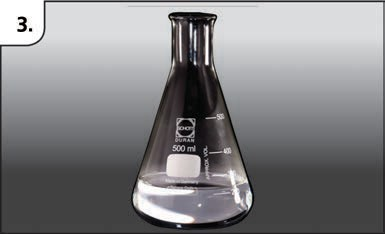 3.
SCHOTT
DURAN
500 ml
500
400
APPROX. VOL.